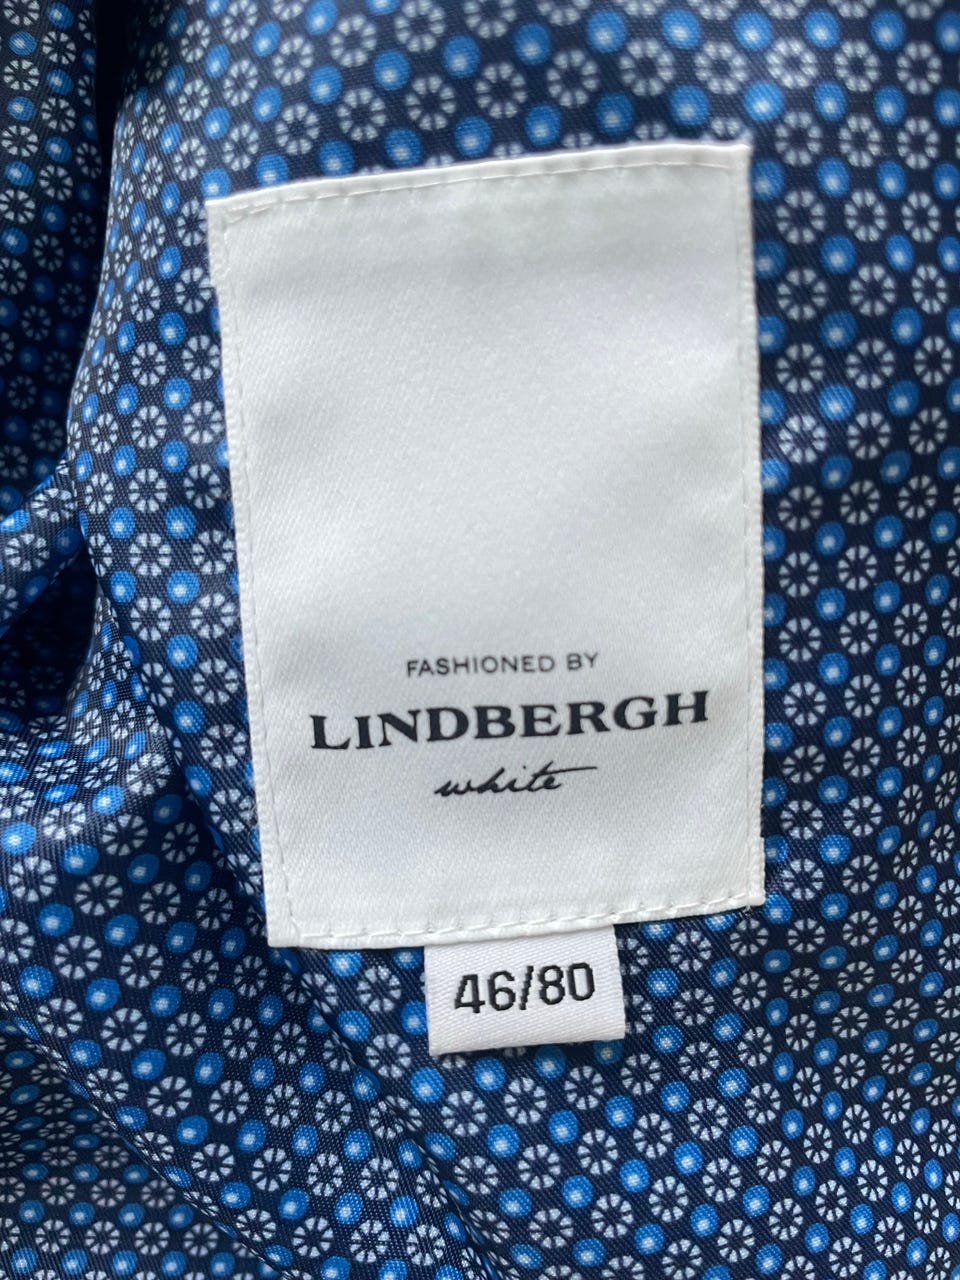 FASHIONED BY
LINDBERGH
white
46/80